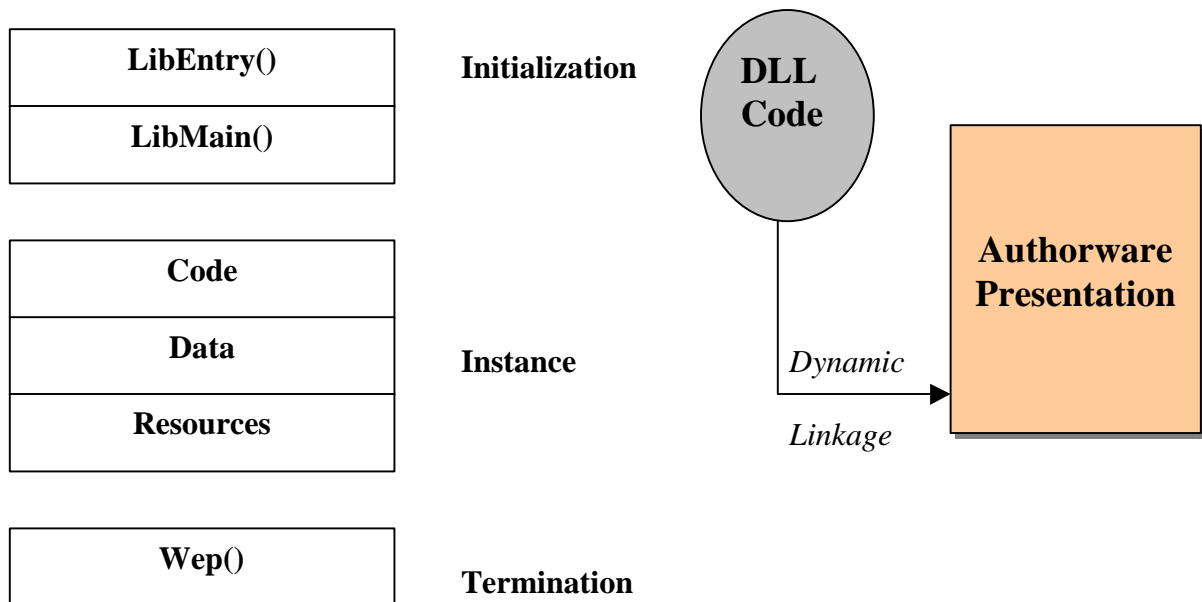 LibEntry()
LibMain()
Initialization
Code
Data
Resources
Instance
Wep()
Termination
DLL
Code
Dynamic
Linkage
Authorware
Presentation